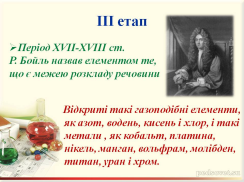 III етап
➢Період XVII-XVIII ст.
Р. Бойль назвав елементом те,
що є межею розкладу речовини
Відкриті такі газоподібні елементи,
як азот, водень, кисень і хлор, і такі
метали , як кобальт, платина,
нікель, манган, вольфрам, молібден,
титан, уран і хром.